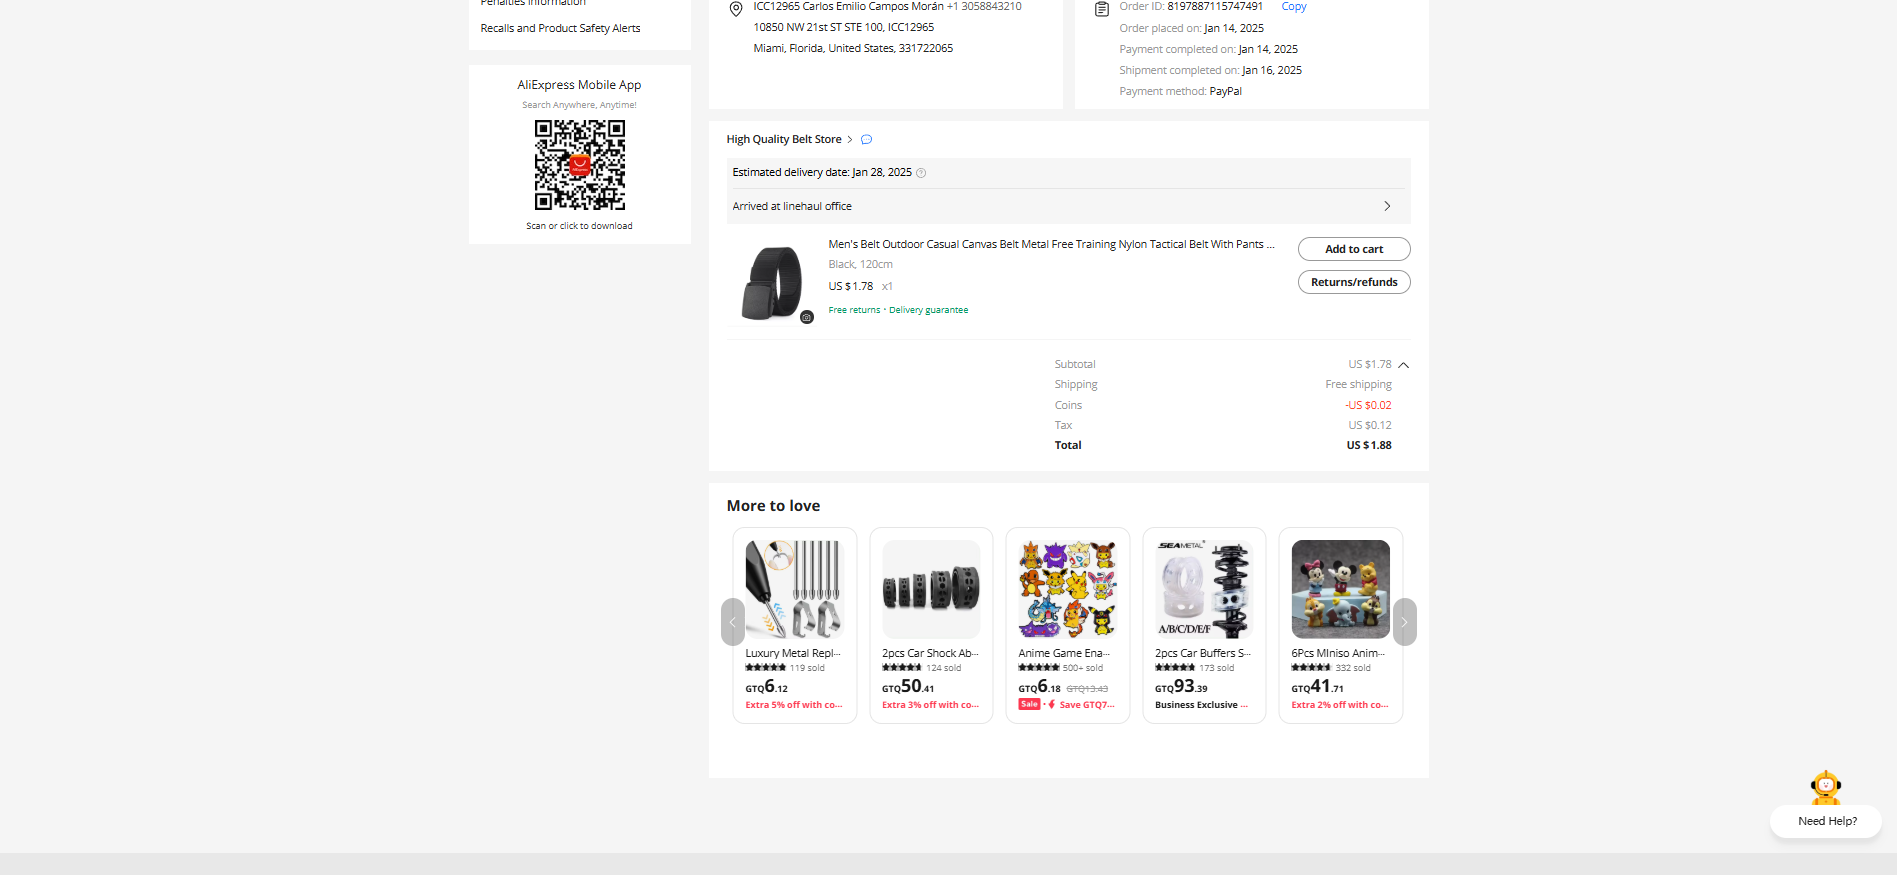 Penalties Information
Recalls and Product Safety Alerts
AliExpress Mobile App
Search Anywhere, Anytime!
Scan or click to download
ICC12965 Carlos Emilio Campos Morán +1 3058843210
10850 NW 21st ST STE 100, ICC12965
Miami, Florida, United States, 331722065
Order ID: 8197887115747491 Copy
Order placed on: Jan 14, 2025
Payment completed on: Jan 14, 2025
Shipment completed on: Jan 16, 2025
Payment method: PayPal
High Quality Belt Store
Estimated delivery date: Jan 28, 2025
Arrived at linehaul office
Men's Belt Outdoor Casual Canvas Belt Metal Free Training Nylon Tactical Belt With Pants ...
Black, 120cm
US $1.78 x1
Free returns · Delivery guarantee
Add to cart
Returns/refunds
Subtotal US $1.78
Shipping Free shipping
Coins -US $0.02
Tax US $0.12
Total US $1.88
More to love
Luxury Metal Repl...
119 sold
GTQ6.12
Extra 5% off with co...
2pcs Car Shock Ab...
124 sold
GTQ50.41
Extra 3% off with co...
Anime Game Ena...
500+ sold
GTQ6.18 GTQ13.43
Sale · Save GTQ7...
SEAMETAL
A/B/C/D/E/F
2pcs Car Buffers S...
173 sold
GTQ93.39
Business Exclusive ...
6Pcs MIniso Anim...
332 sold
GTQ41.71
Extra 2% off with co...
Need Help?